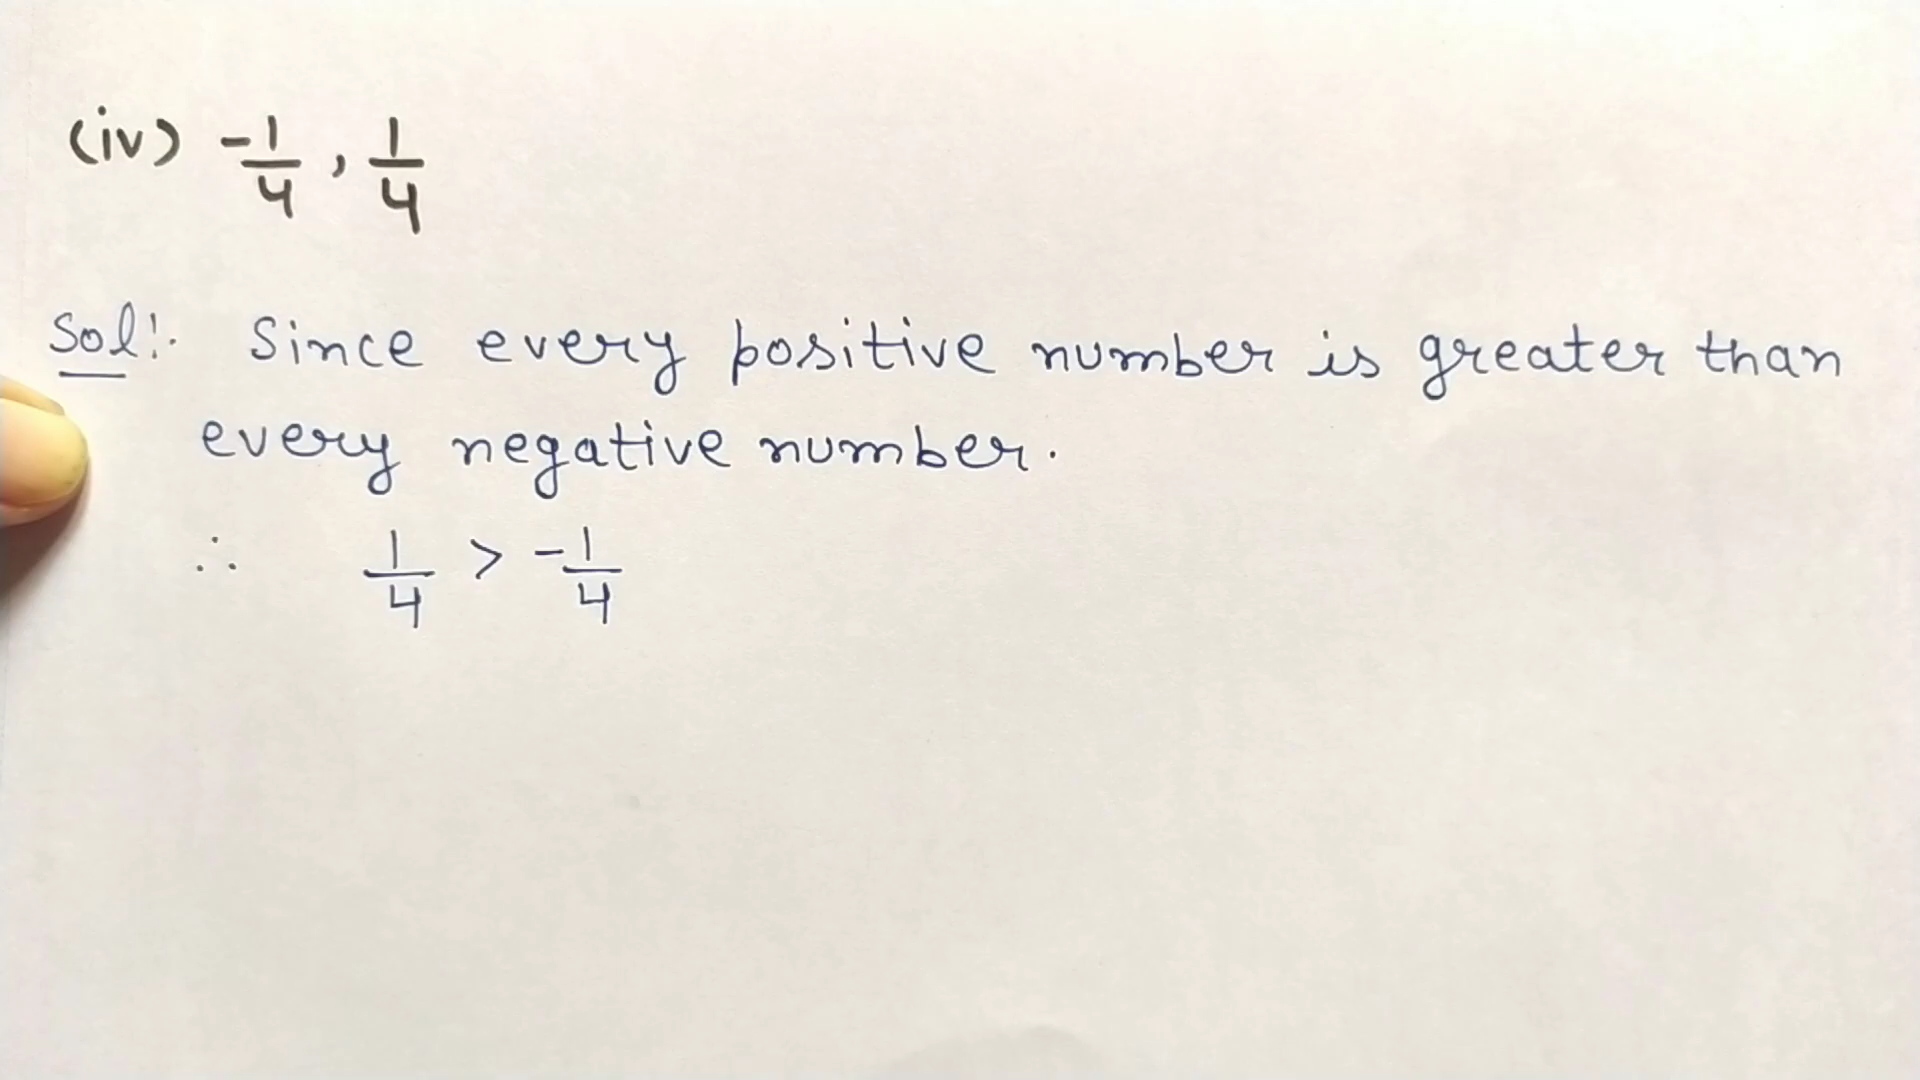 (iv) -1/4, 1/4
Sol!. Since every positive number is greater than
every negative number.
∴ 1/4 > -1/4